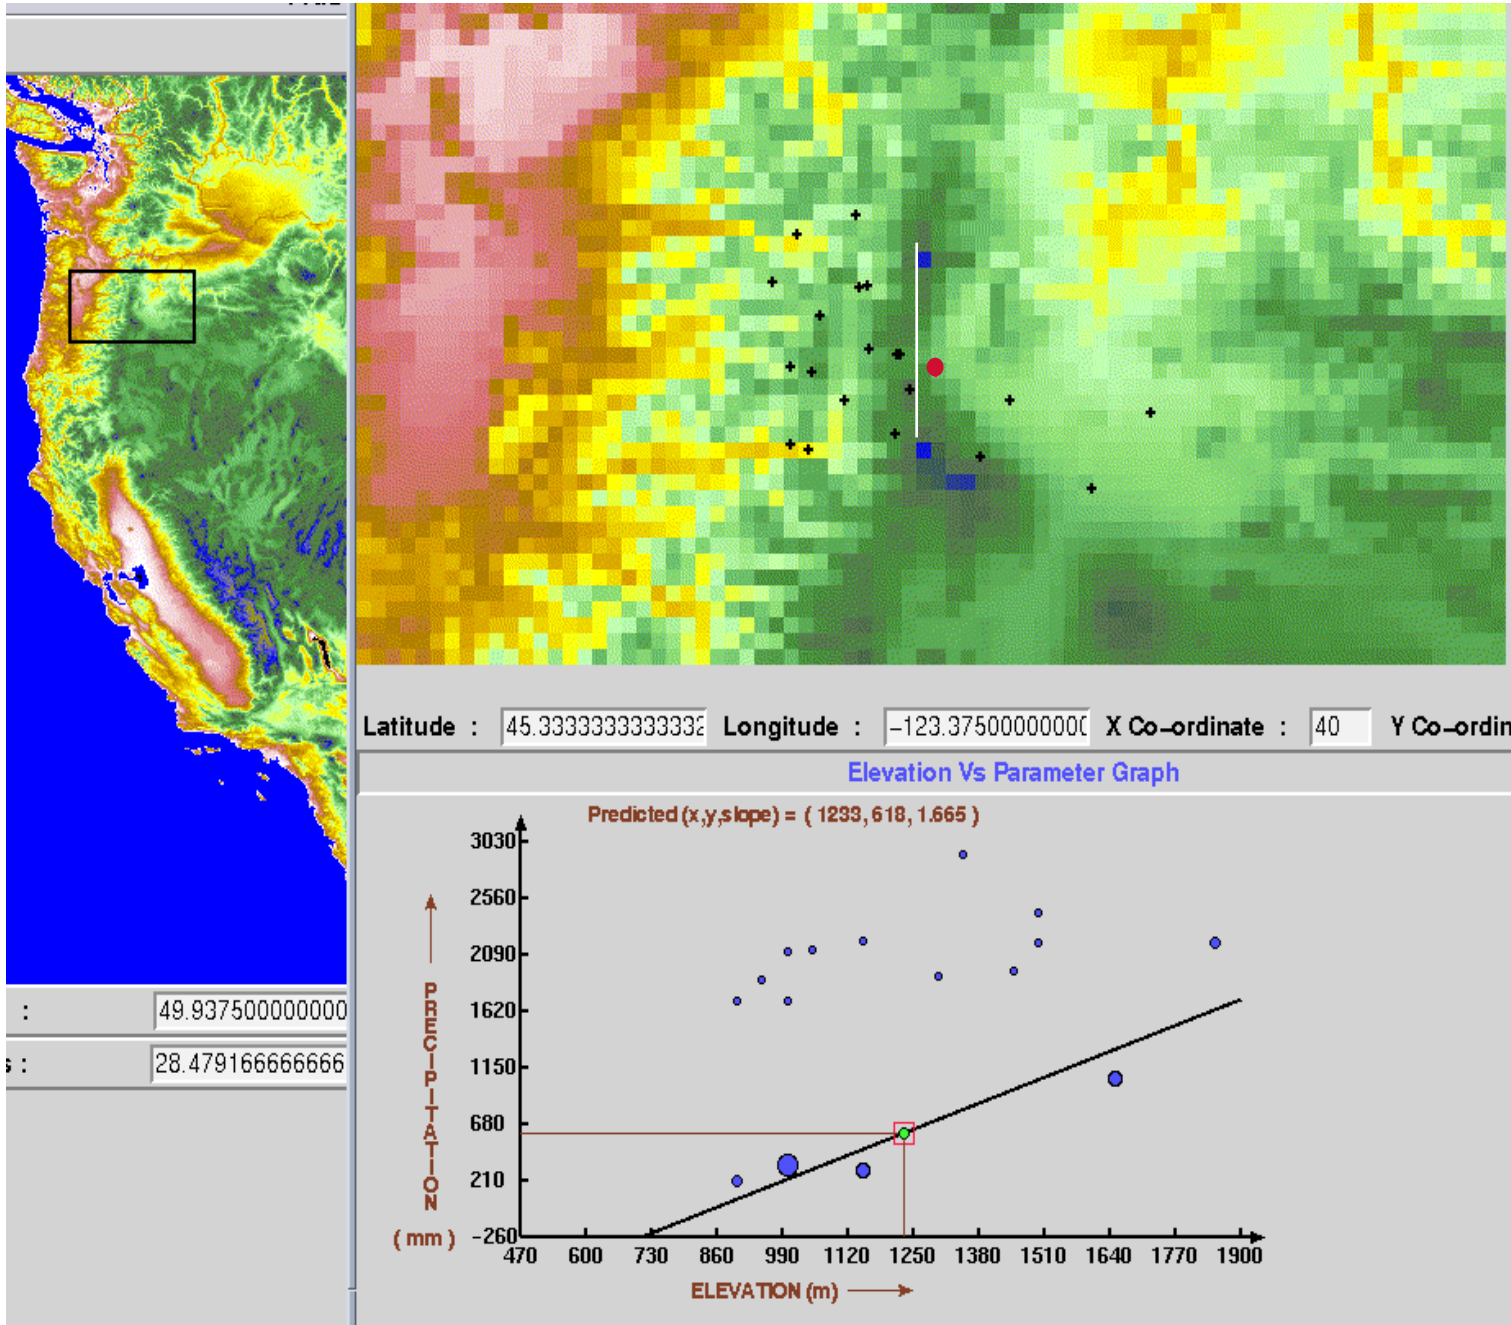 Latitude : 45.3333333333332 Longitude : -123.37500000000 X Co-ordinate : 40 Y Co-ordin
Elevation Vs Parameter Graph
Predicted (x,y,slope) = ( 1233, 618, 1.665 )
3030
2560
2090
1620
1150
680
210
-260
PRECIPITATION
( mm )
470 600 730 860 990 1120 1250 1380 1510 1640 1770 1900
ELEVATION (m)
: 49.937500000000
s : 28.479166666666